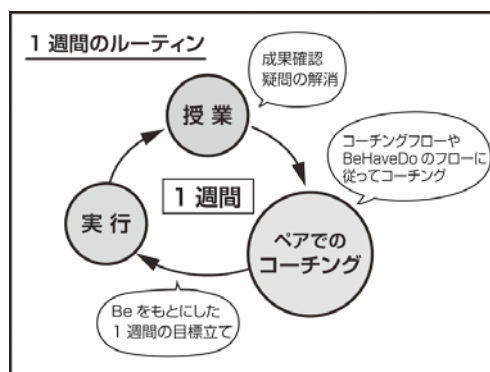 1週間のルーティン
成果確認
疑問の解消
授業
コーチングフローや
BeHaveDoのフローに
従ってコーチング
1週間
実行
ペアでの
コーチング
Beをもとにした
1週間の目標立て